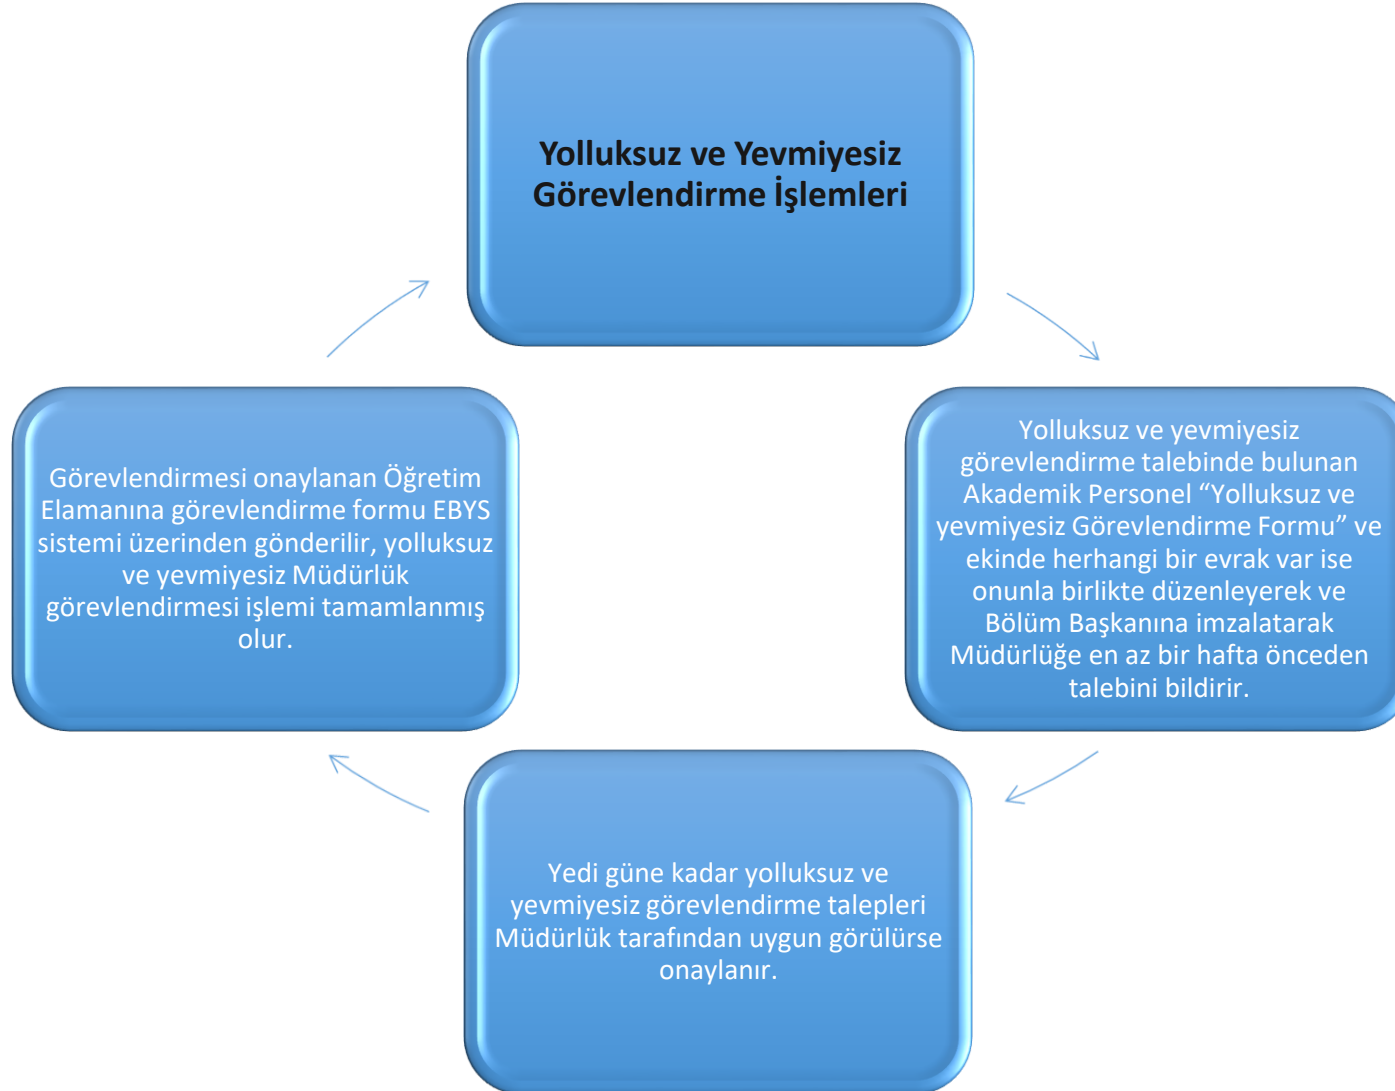 Yolluksuz ve Yevmiyesiz
Görevlendirme İşlemleri
Yolluksuz ve yevmiyesiz
görevlendirme talebinde bulunan
Akademik Personel “Yolluksuz ve
yevmiyesiz Görevlendirme Formu” ve
ekinde herhangi bir evrak var ise
onunla birlikte düzenleyerek ve
Bölüm Başkanına imzalatarak
Müdürlüğe en az bir hafta önceden
talebini bildirir.
Yedi güne kadar yolluksuz ve
yevmiyesiz görevlendirme talepleri
Müdürlük tarafından uygun görülürse
onaylanır.
Görevlendirmesi onaylanan Öğretim
Elamanına görevlendirme formu EBYS
sistemi üzerinden gönderilir, yolluksuz
ve yevmiyesiz Müdürlük
görevlendirmesi işlemi tamamlanmış
olur.